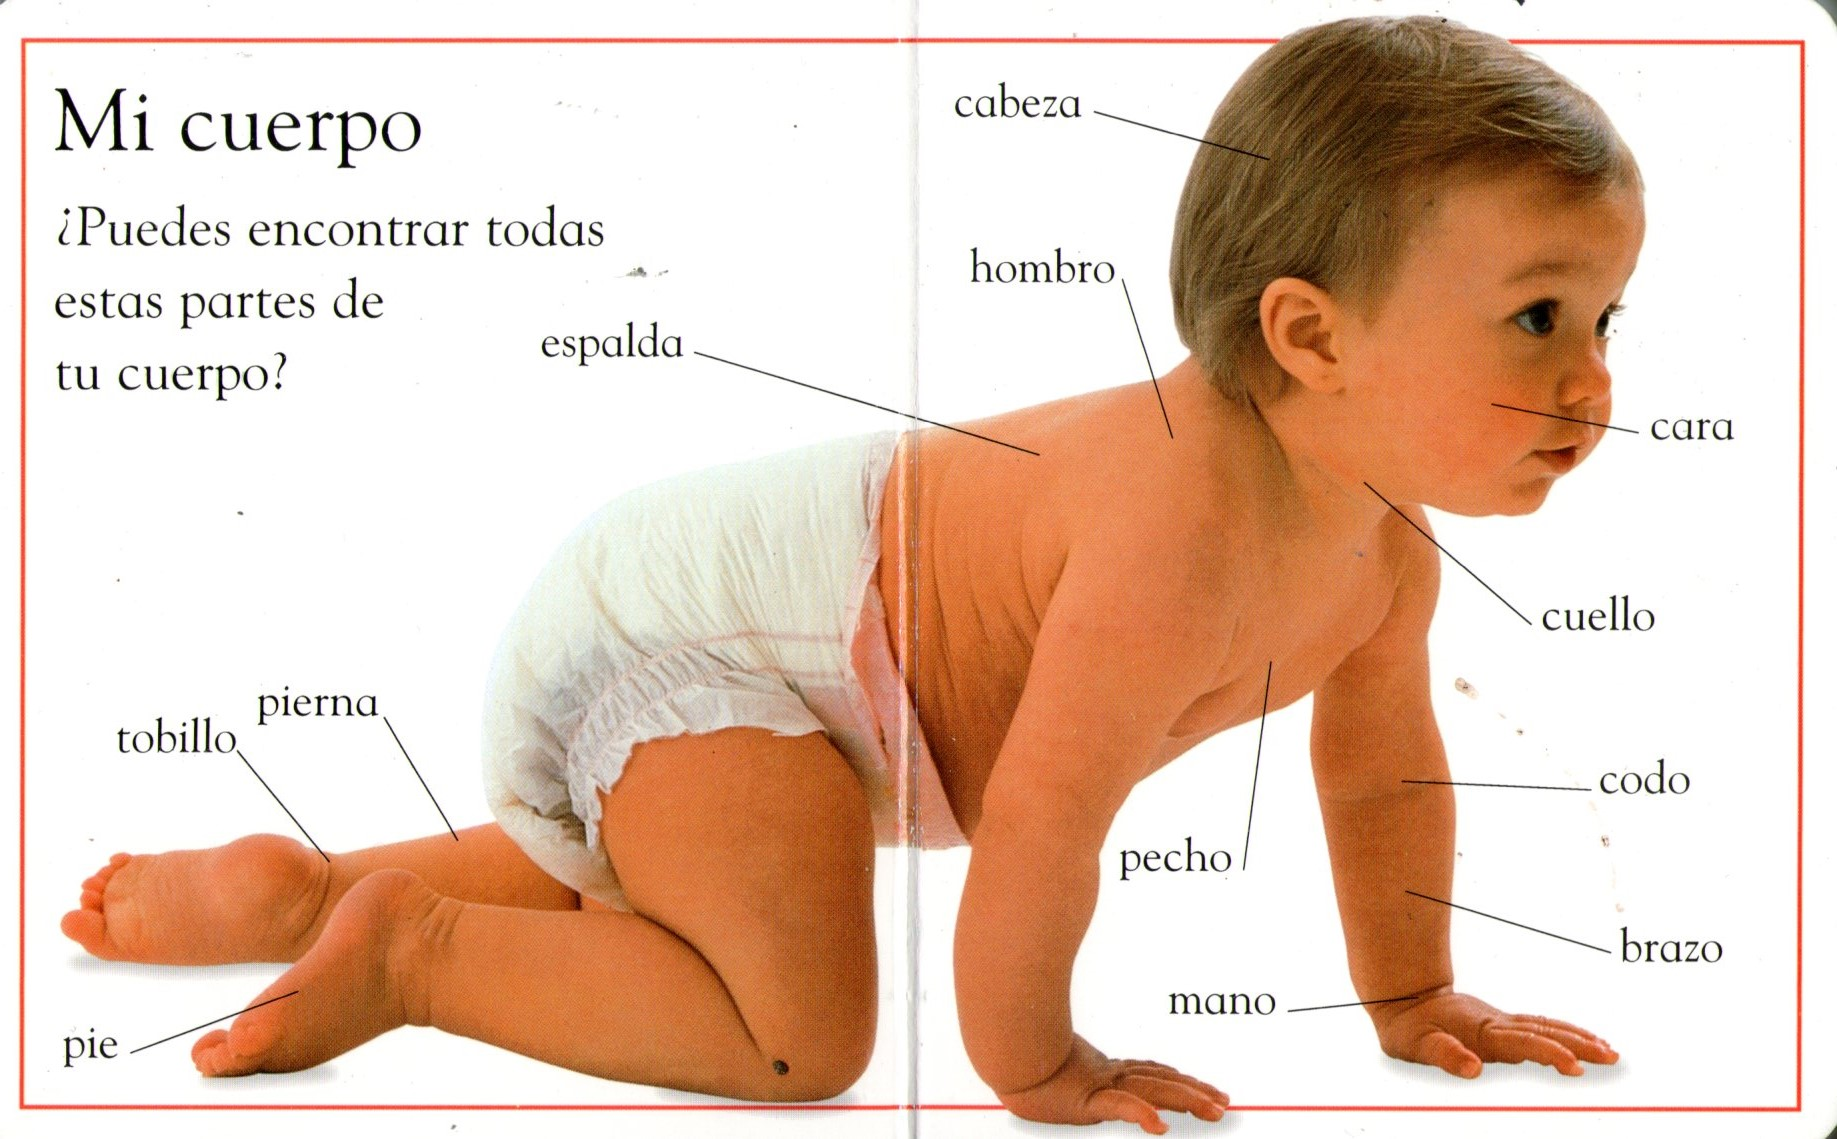 Mi cuerpo
¿Puedes encontrar todas
estas partes de
tu cuerpo?
cabeza
hombro
espalda
cara
cuello
pierna
tobillo
codo
pecho
brazo
mano
pie